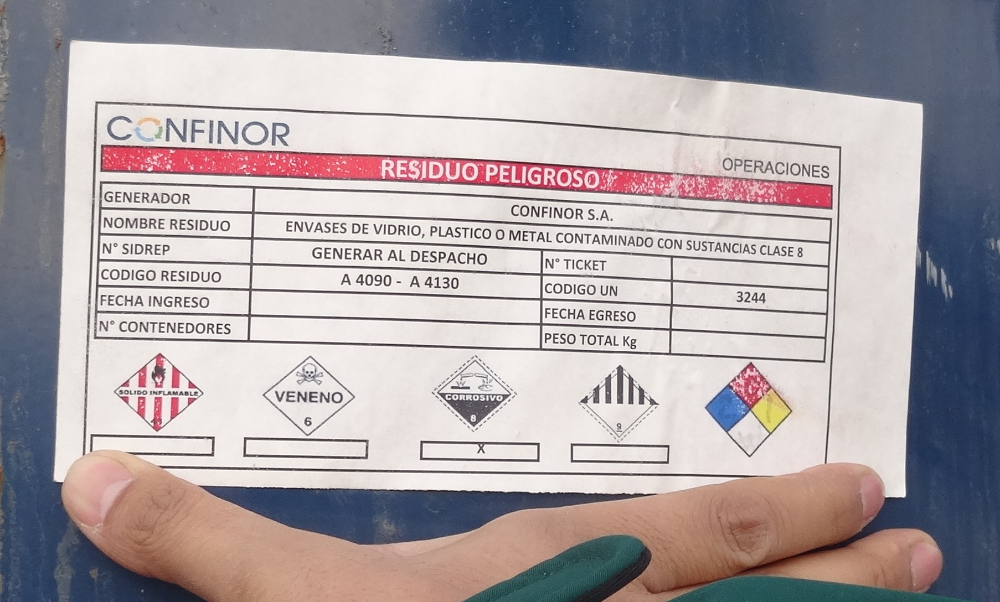 CONFINOR
OPERACIONES
RESIDUO PELIGROSO
GENERADOR CONFINOR S.A.
NOMBRE RESIDUO ENVASES DE VIDRIO, PLASTICO O METAL CONTAMINADO CON SUSTANCIAS CLASE 8
N° SIDREP GENERAR AL DESPACHO N° TICKET
CODIGO RESIDUO A 4090 - A 4130 CODIGO UN 3244
FECHA INGRESO FECHA EGRESO
N° CONTENEDORES PESO TOTAL Kg
SOLIDO INFLAMABLE
VENENO
6
CORROSIVO
8
9
X